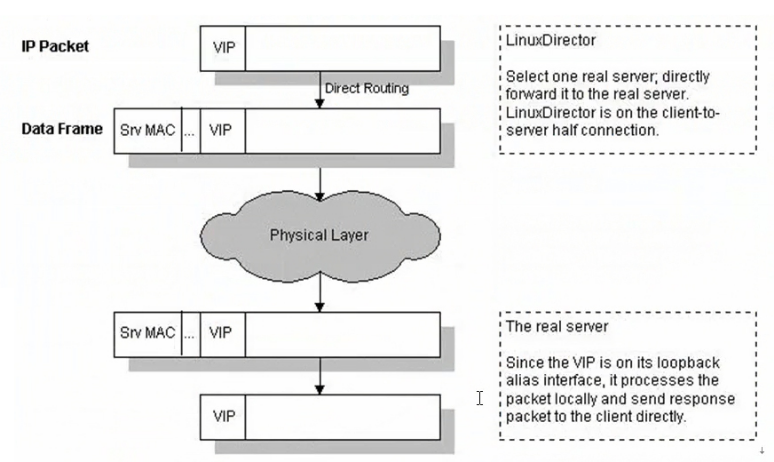 IP Packet
VIP
Direct Routing
Data Frame
Srv MAC ... VIP
Physical Layer
Srv MAC ... VIP
VIP
LinuxDirector
Select one real server; directly
forward it to the real server.
LinuxDirector is on the client-to-
server half connection.
The real server
Since the VIP is on its loopback
alias interface, it processes the
packet locally and send response
packet to the client directly.